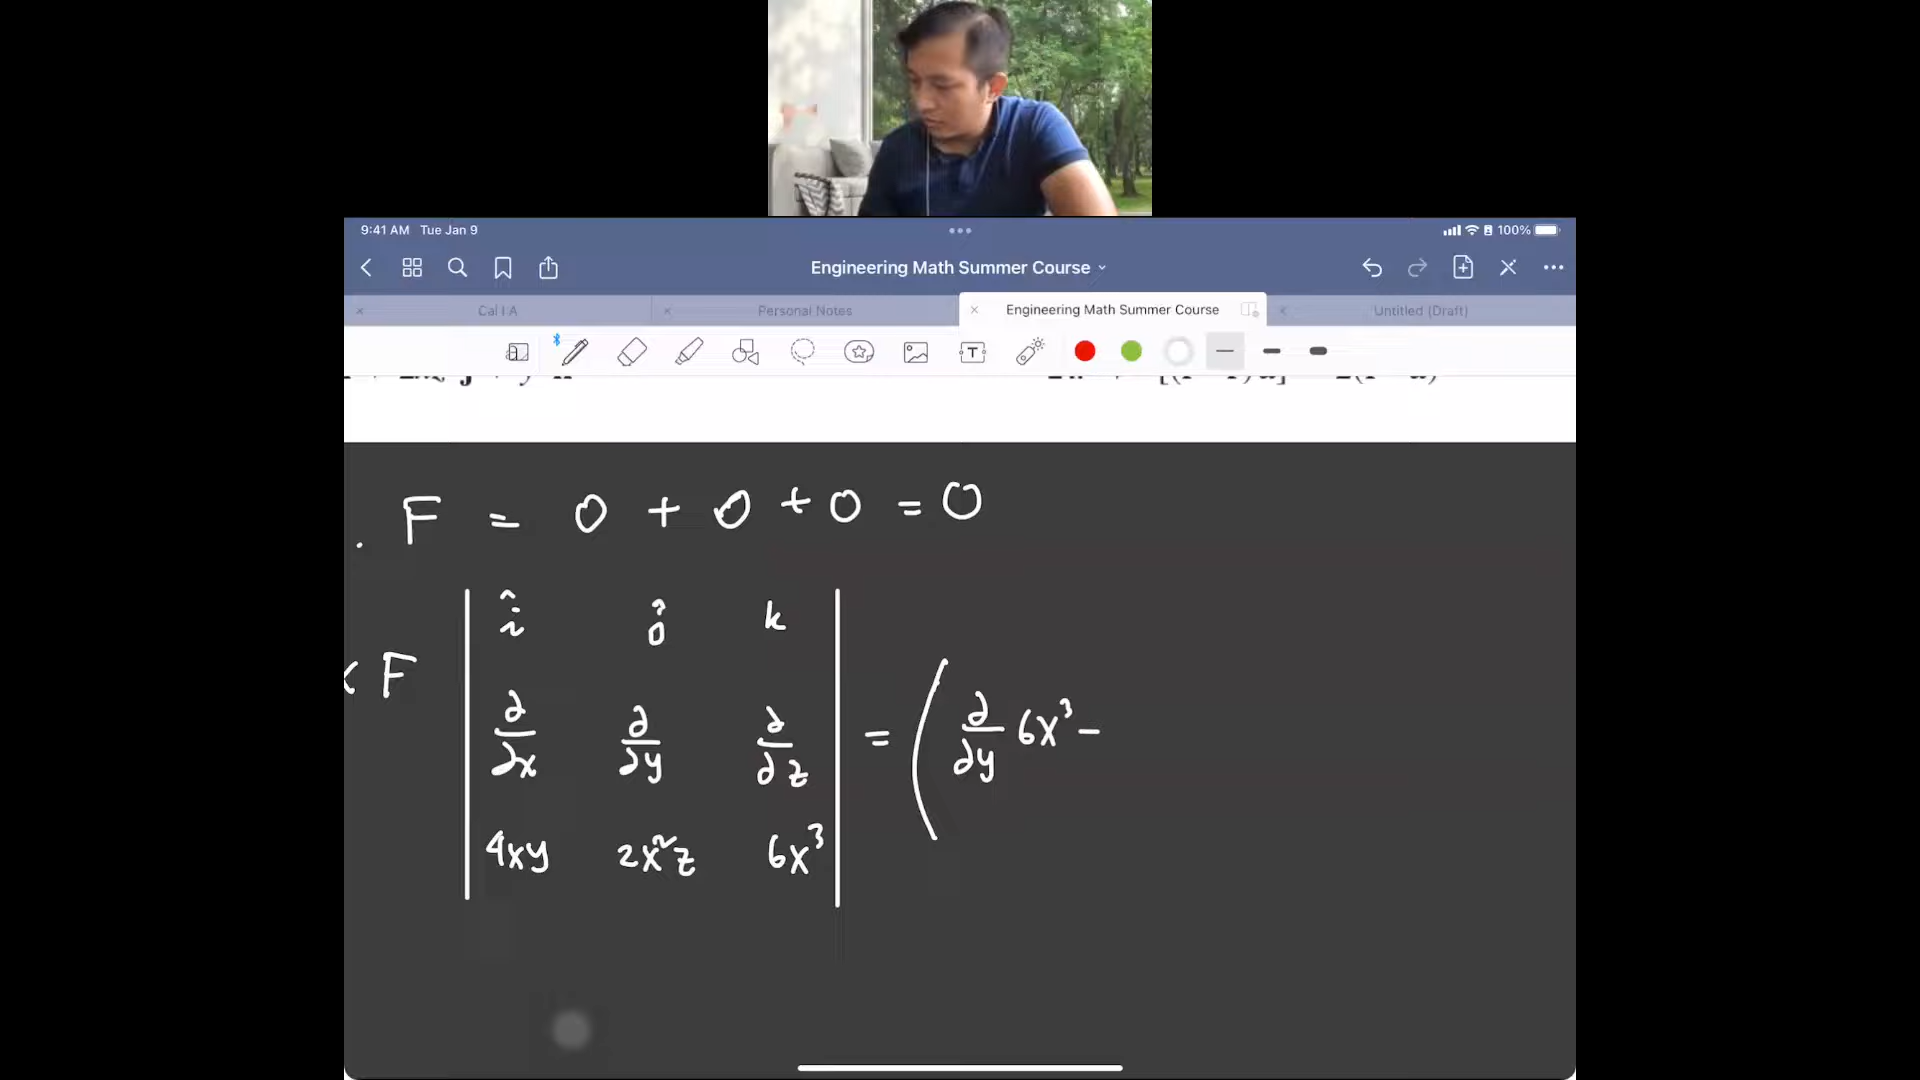 9:41 AM Tue Jan 9
100%
Engineering Math Summer Course
Cal I A
Personal Notes
Engineering Math Summer Course
Untitled (Draft)
. F = 0 + 0 + 0 = 0
î ĵ k
× F
∂/∂x ∂/∂y ∂/∂z = ( ∂/∂y 6x³ −
4xy 2x²z 6x³